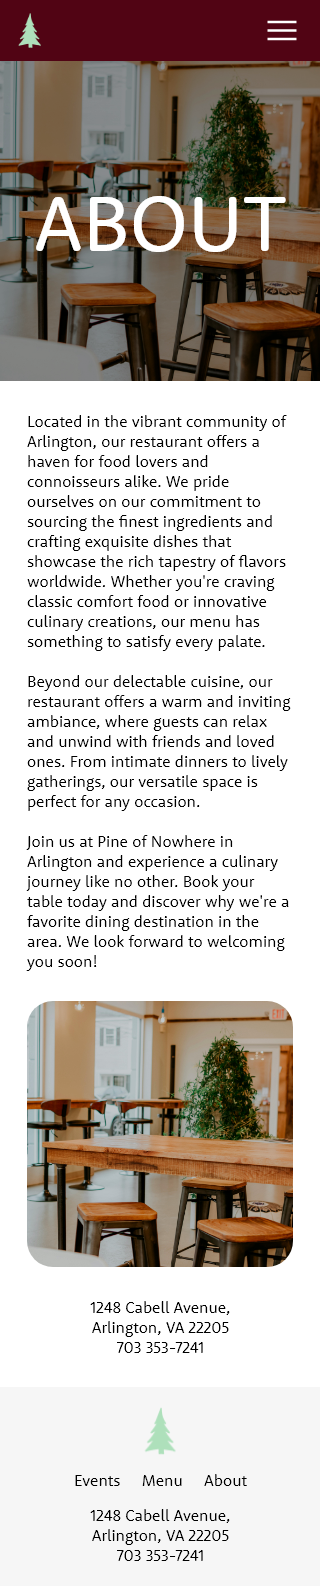 ABOUT
Located in the vibrant community of
Arlington, our restaurant offers a
haven for food lovers and
connoisseurs alike. We pride
ourselves on our commitment to
sourcing the finest ingredients and
crafting exquisite dishes that
showcase the rich tapestry of flavors
worldwide. Whether you're craving
classic comfort food or innovative
culinary creations, our menu has
something to satisfy every palate.
Beyond our delectable cuisine, our
restaurant offers a warm and inviting
ambiance, where guests can relax
and unwind with friends and loved
ones. From intimate dinners to lively
gatherings, our versatile space is
perfect for any occasion.
Join us at Pine of Nowhere in
Arlington and experience a culinary
journey like no other. Book your
table today and discover why we're a
favorite dining destination in the
area. We look forward to welcoming
you soon!
1248 Cabell Avenue,
Arlington, VA 22205
703 353-7241
Events Menu About
1248 Cabell Avenue,
Arlington, VA 22205
703 353-7241